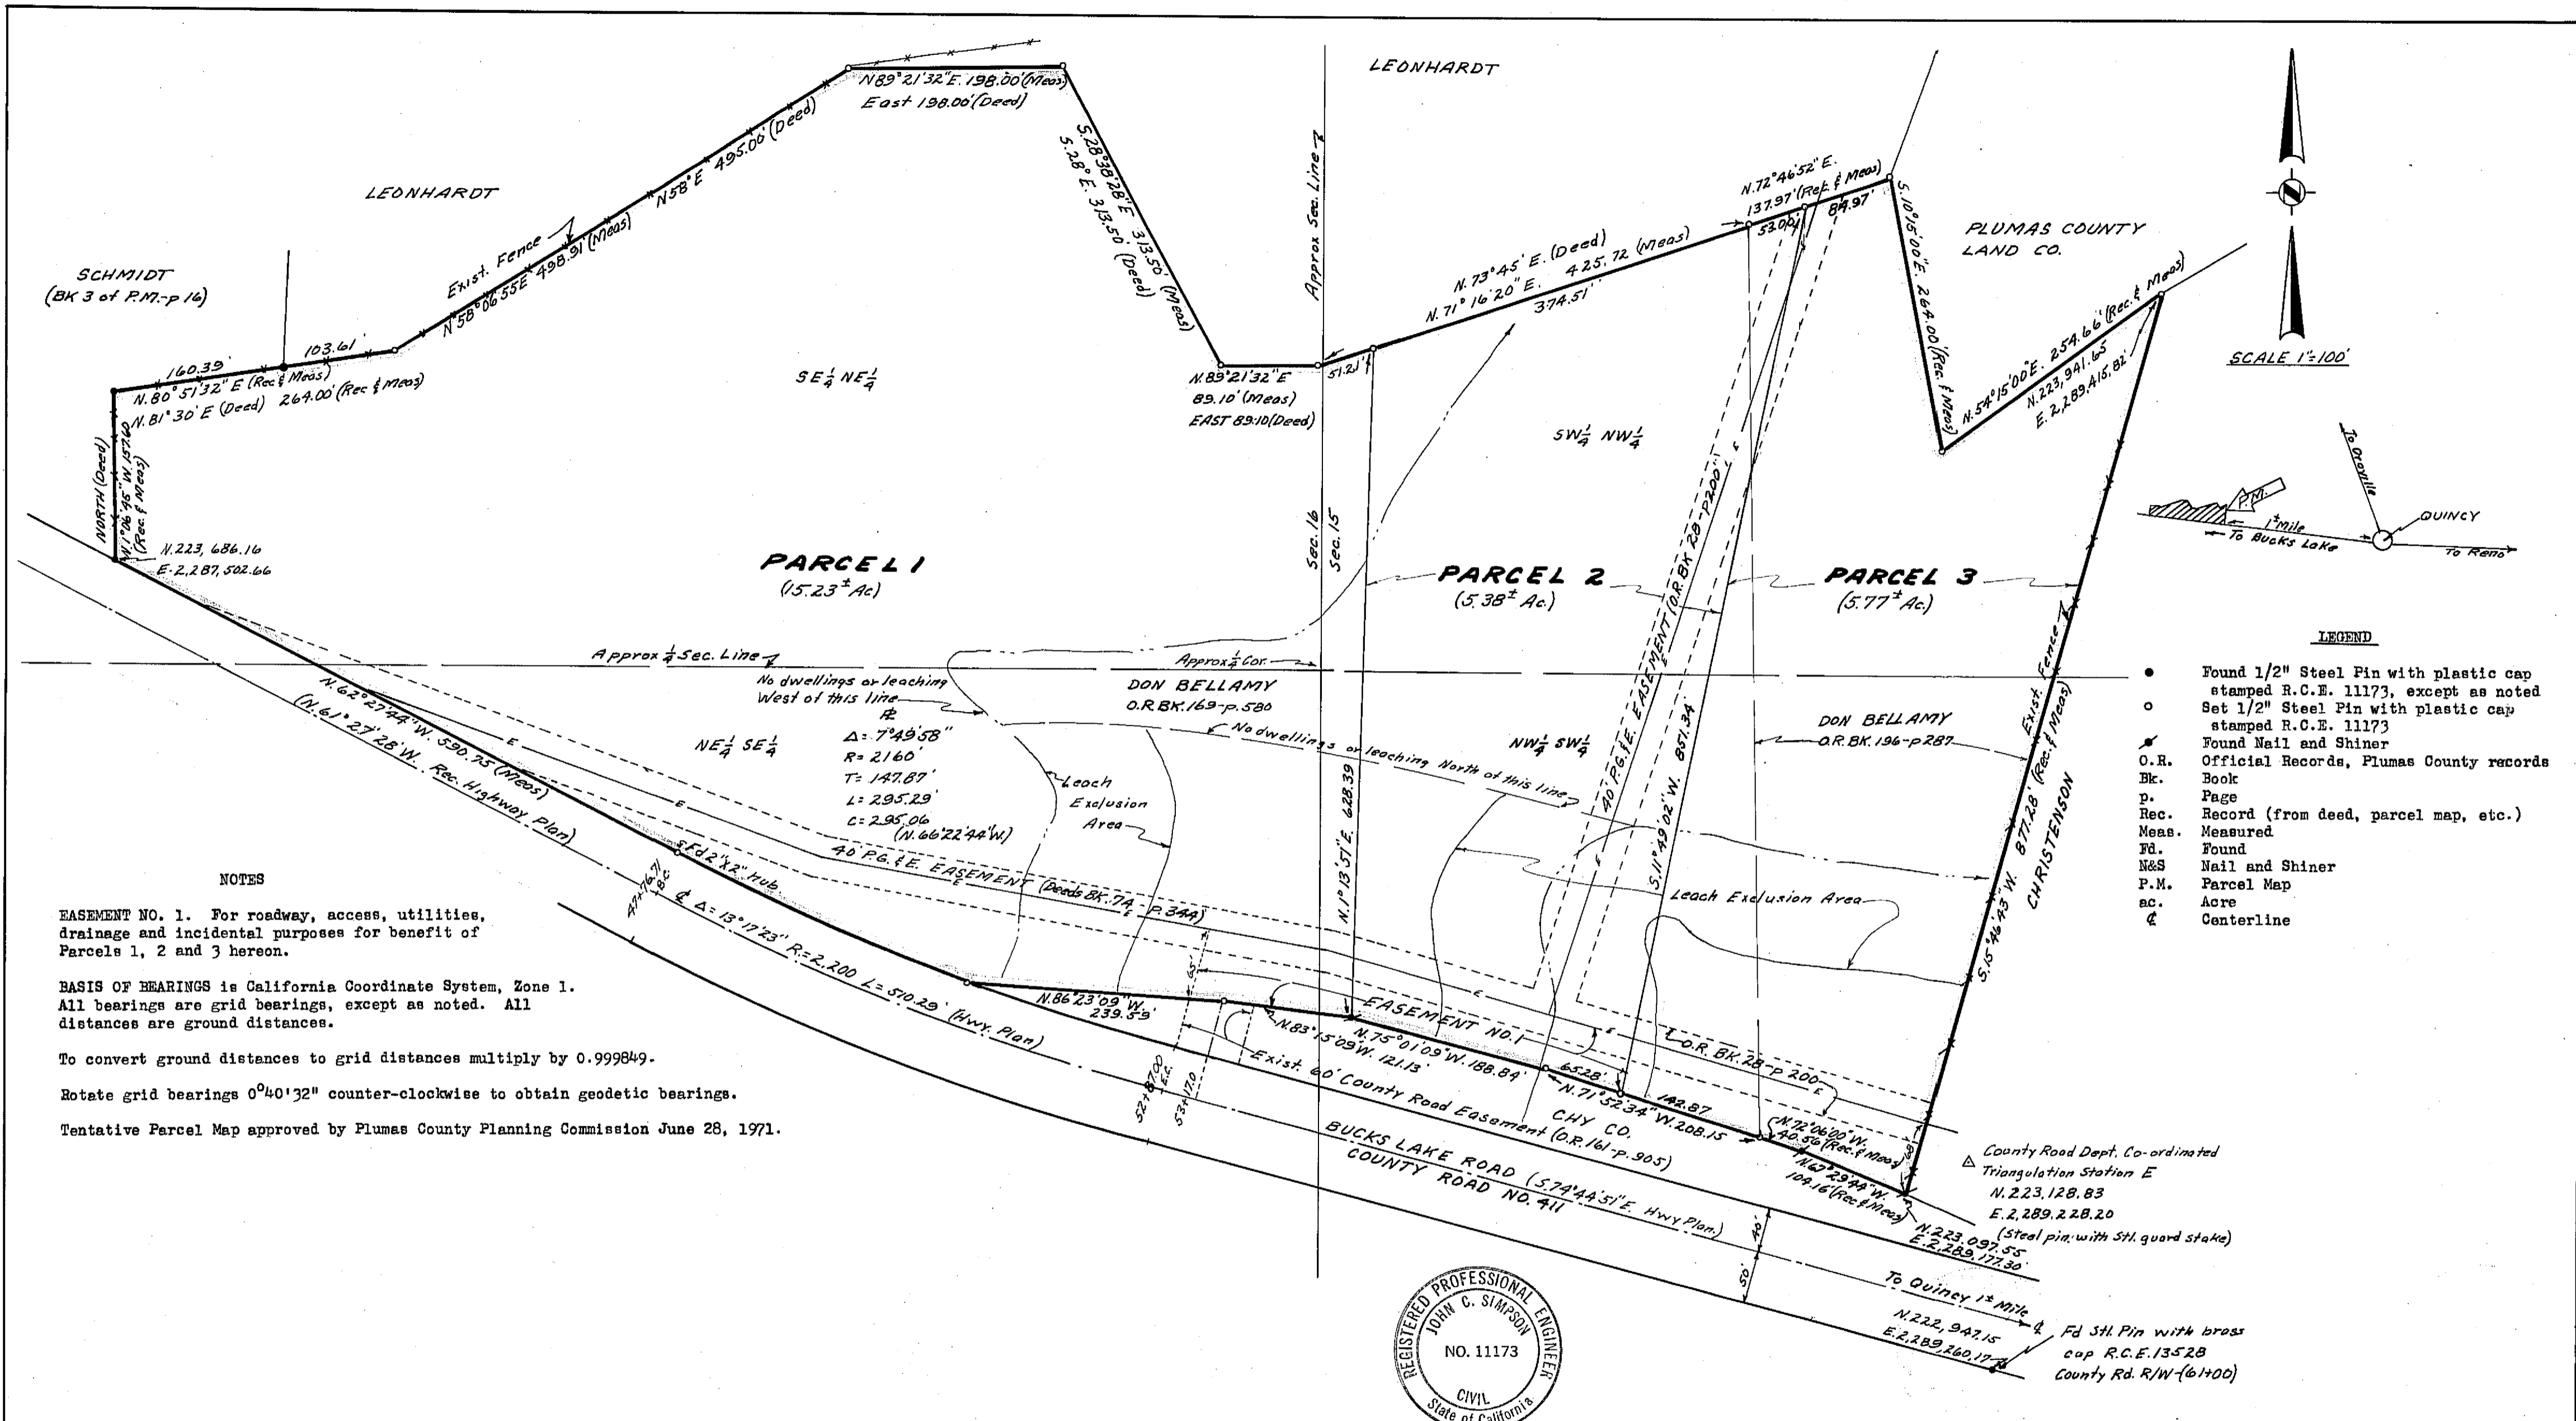 LEONHARDT
N89°21'32"E. 198.00'(Meas)
East 198.00'(Deed)
N58°E 495.00'(Deed)
Exist. Fence
N58°06'55E 498.91'(Meas)
LEONHARDT
SCHMIDT
(BK 3 of P.M.-p 16)
160.39'
103.61'
N.80°51'32"E (Rec & Meas)
N.81°30'E (Deed) 264.00'(Rec & Meas)
NORTH (Deed)
N.1°06'45"W. 157.60
(Rec. & Meas)
N.223,686.16
E.2,287,502.66
S.28°38'28"E 313.50'(Meas)
S.28°E. 313.50'(Deed)
Approx Sec. Line
SE¼ NE¼
N.89°21'32"E
89.10'(Meas)
EAST 89.10(Deed)
51.21'
N.73°45'E. (Deed)
N.71°16'20"E. 425.72 (Meas)
374.51'
N.72°46'52"E.
137.97'(Rec. & Meas)
53.00'
84.97'
S.10°15'00"E. 264.00'(Rec. & Meas)
PLUMAS COUNTY
LAND CO.
N.54°15'00"E. 254.66'(Rec. & Meas)
N.223,941.65
E.2,289,415.82'
SCALE 1"=100'
To Oroville
P.M.
QUINCY
1±Mile
To Bucks Lake
To Reno
SW¼ NW¼
Sec. 16
Sec. 15
PARCEL 1
(15.23± Ac)
PARCEL 2
(5.38± Ac.)
PARCEL 3
(5.77± Ac.)
40' P.G.&E. EASEMENT (O.R.BK 28-p200')
S.11°49'02"W. 851.34
N.1°13'51"E. 628.39
Approx ¼ Sec. Line
Approx ¼ Cor.
No dwellings or leaching
West of this line
DON BELLAMY
O.R BK.169-p.580
NE¼ SE¼
Δ=7°49'58"
R=2160'
T=147.87'
L=295.29'
C=295.06
(N.66°22'44"W)
No dwellings or leaching North of this line
Leach
Exclusion
Area
NW¼ SW¼
DON BELLAMY
O.R.BK.196-p287
Leach Exclusion Area
Exist. Fence
S.15°46'43"W. 877.28'(Rec. & Meas)
CHRISTENSON
N.62°27'44"W. 590.75 (Meas)
(N.61°27'28"W. Rec. Highway Plan)
Fd 2"x2" Hub
40' P.G.&E. EASEMENT (Deeds BK.74-P.344)
47+76.71
B.C.
℄ Δ=13°17'23" R=2,200 L=510.29' (Hwy. Plan)
N.86°23'09"W.
239.59'
65'
EASEMENT NO. 1
N.83°15'09"W. 121.13'
N.75°01'09"W. 188.84'
Exist. 60' County Road Easement (O.R.161-p.905)
52+87.00
E.C.
53+17.0
65.28'
N.71°52'34"W. 208.15
142.87
CHY CO.
O.R. BK.28-p 200
N.72°06'00"W.
40.56 (Rec. & Meas)
N.67°29'44"W.
104.16'(Rec & Meas)
BUCKS LAKE ROAD (S.74°44'51"E. Hwy Plan.)
COUNTY ROAD NO. 411
40'
50'
County Road Dept. Co-ordinated
Triangulation Station E
N.223,128.83
E.2,289,228.20
(Steel pin with Stl. guard stake)
N.223,097.55
E.2,289,177.30'
To Quincy 1± Mile
N.222,947.15
E.2,289,260.17
Fd Stl. Pin with brass
cap R.C.E. 13528
County Rd. R/W-(61+00)
LEGEND
Found 1/2" Steel Pin with plastic cap
stamped R.C.E. 11173, except as noted
Set 1/2" Steel Pin with plastic cap
stamped R.C.E. 11173
Found Nail and Shiner
O.R. Official Records, Plumas County records
Bk. Book
p. Page
Rec. Record (from deed, parcel map, etc.)
Meas. Measured
Fd. Found
N&S Nail and Shiner
P.M. Parcel Map
ac. Acre
℄ Centerline
NOTES
EASEMENT NO. 1. For roadway, access, utilities,
drainage and incidental purposes for benefit of
Parcels 1, 2 and 3 hereon.
BASIS OF BEARINGS is California Coordinate System, Zone 1.
All bearings are grid bearings, except as noted. All
distances are ground distances.
To convert ground distances to grid distances multiply by 0.999849.
Rotate grid bearings 0°40'32" counter-clockwise to obtain geodetic bearings.
Tentative Parcel Map approved by Plumas County Planning Commission June 28, 1971.
REGISTERED PROFESSIONAL ENGINEER
JOHN C. SIMPSON
NO. 11173
CIVIL
State of California